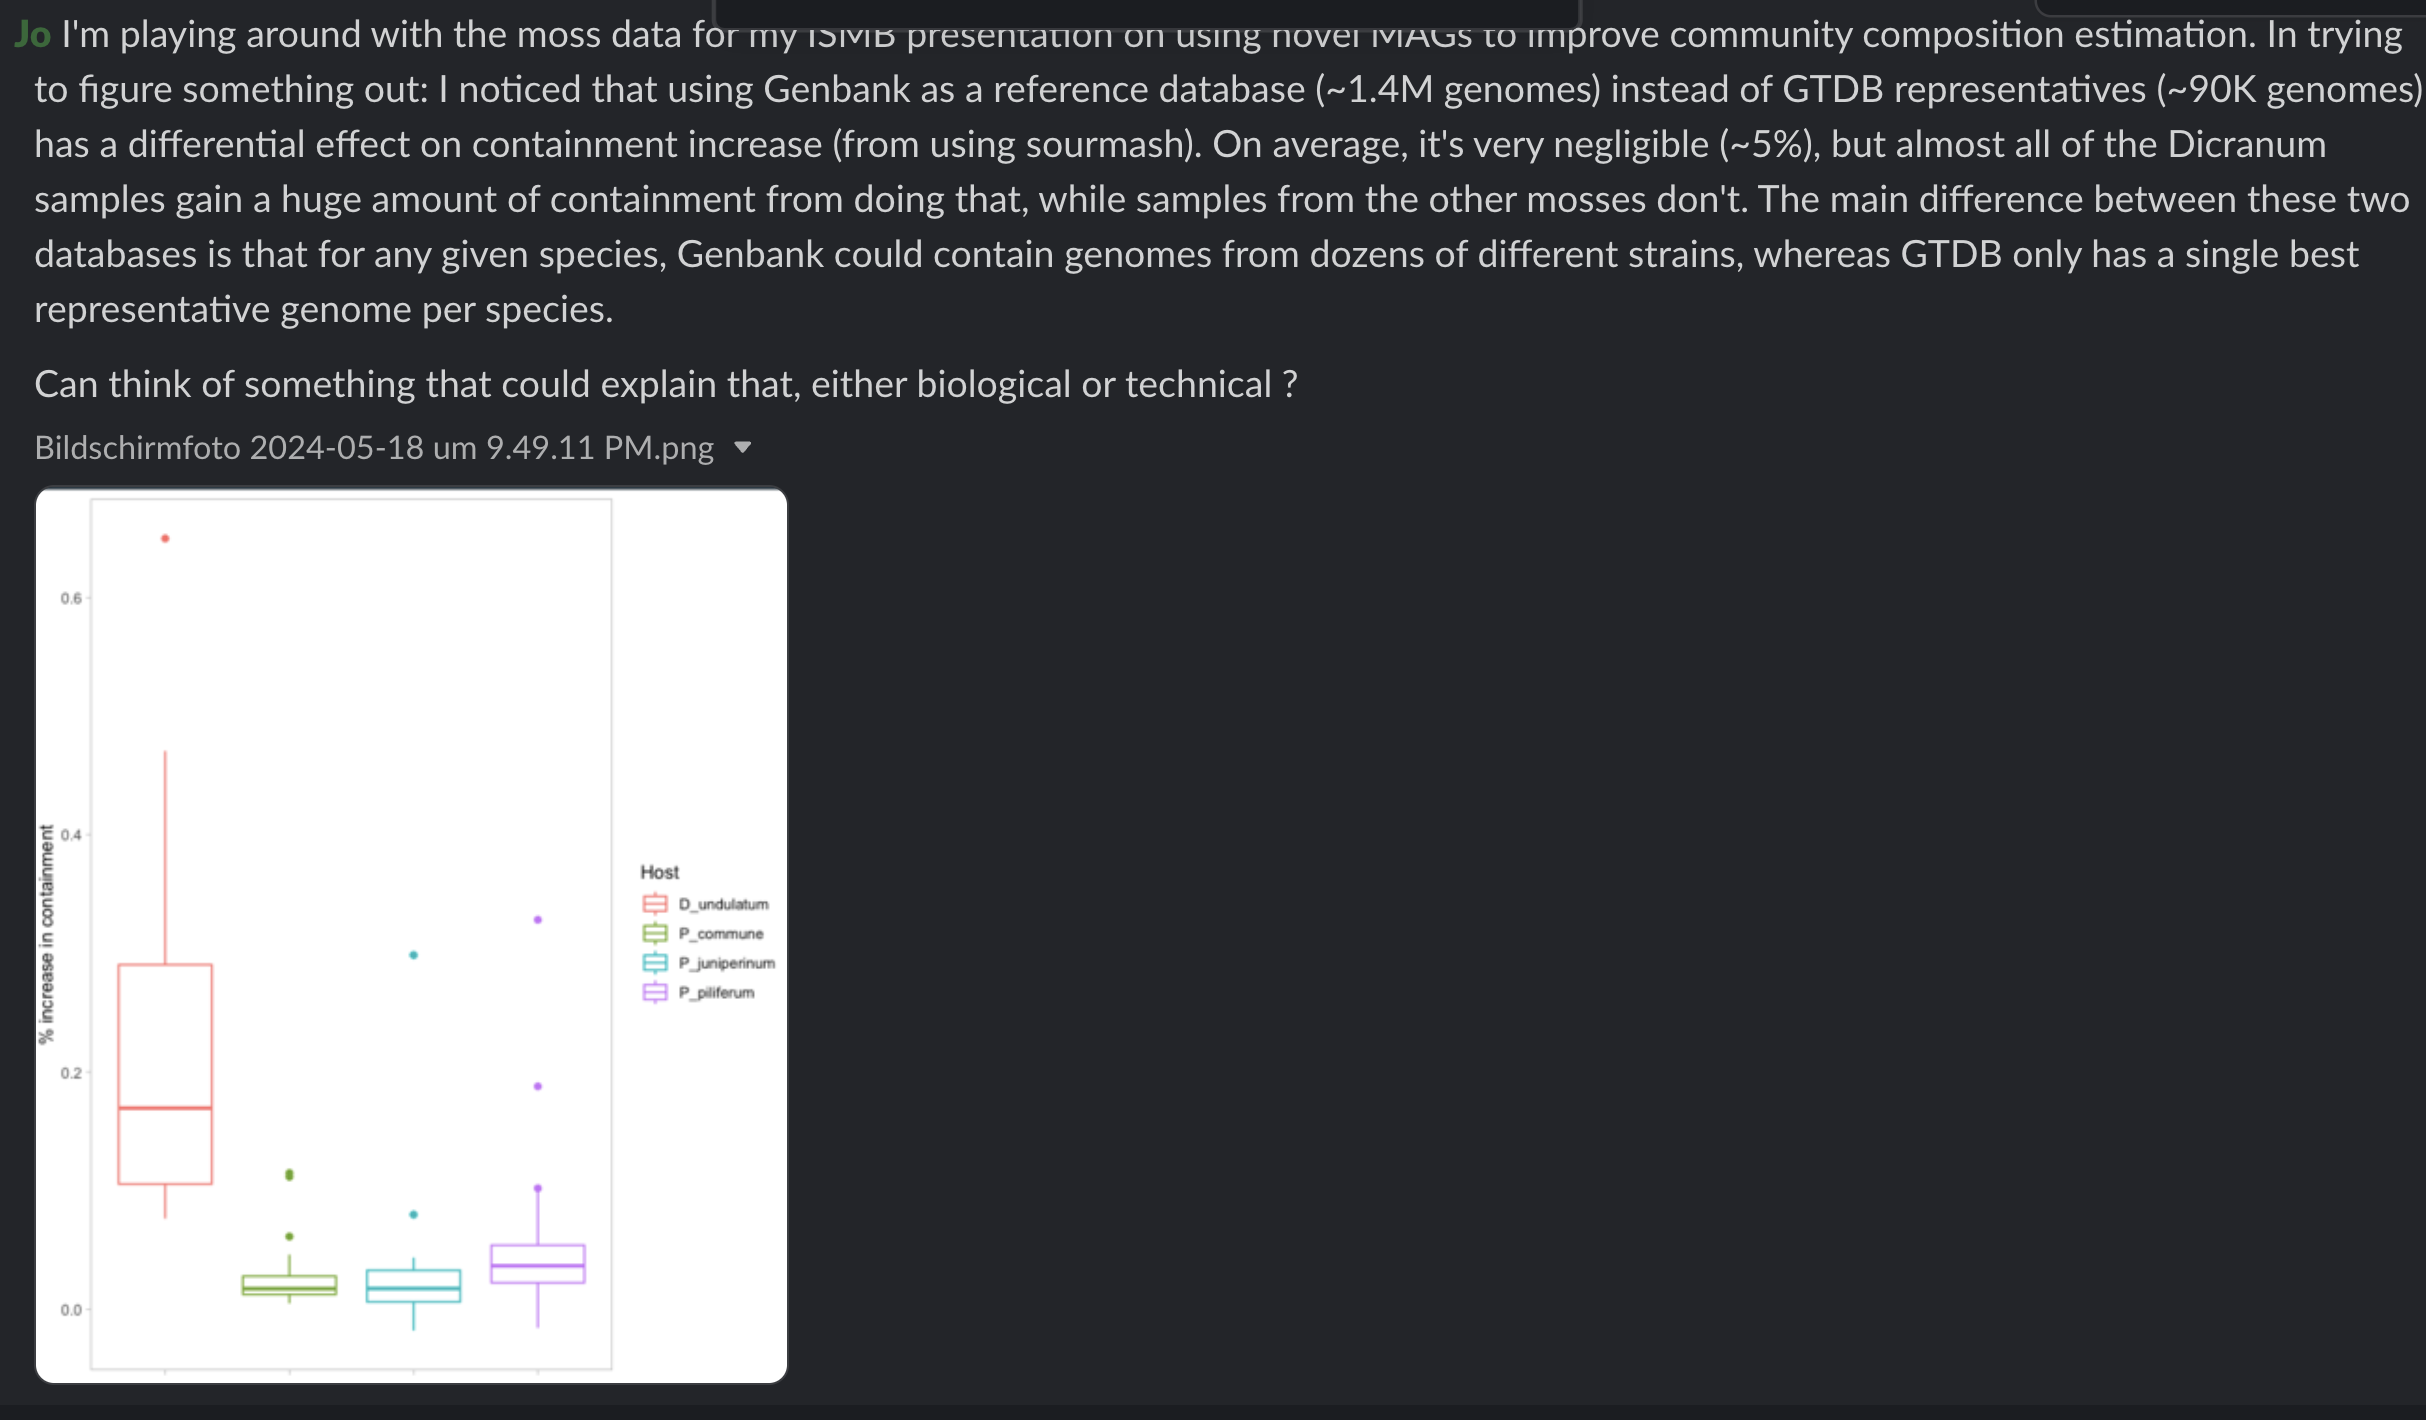 Jo I'm playing around with the moss data for my ISMB presentation on using novel MAGs to improve community composition estimation. In trying
to figure something out: I noticed that using Genbank as a reference database (~1.4M genomes) instead of GTDB representatives (~90K genomes)
has a differential effect on containment increase (from using sourmash). On average, it's very negligible (~5%), but almost all of the Dicranum
samples gain a huge amount of containment from doing that, while samples from the other mosses don't. The main difference between these two
databases is that for any given species, Genbank could contain genomes from dozens of different strains, whereas GTDB only has a single best
representative genome per species.
Can think of something that could explain that, either biological or technical ?
Bildschirmfoto 2024-05-18 um 9.49.11 PM.png
0.6
0.4
0.2
0.0
% increase in containment
Host
D_undulatum
P_commune
P_juniperinum
P_piliferum